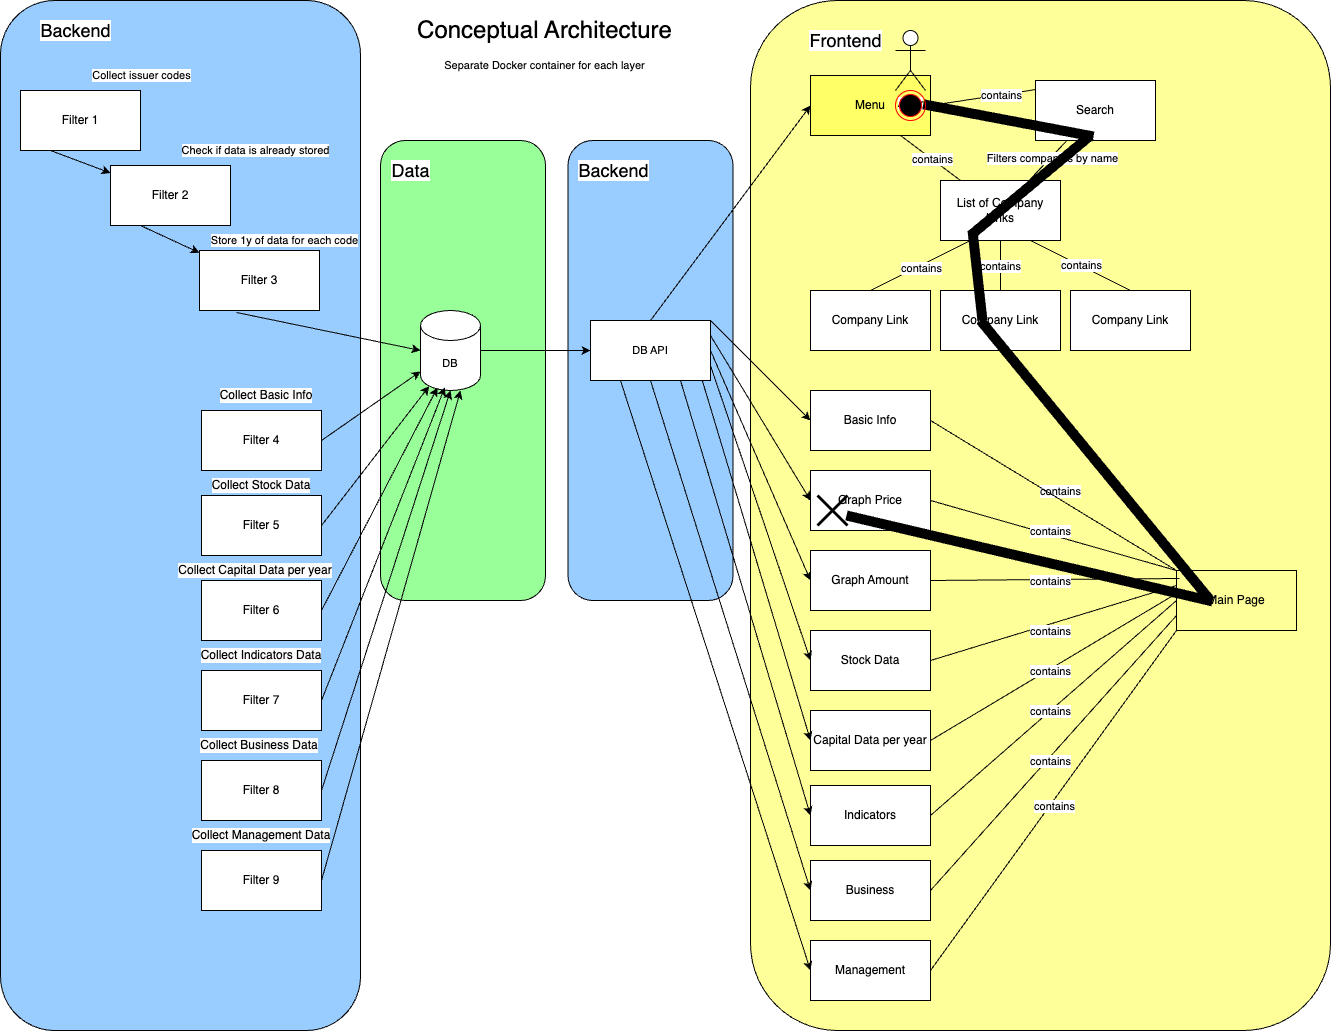 Conceptual Architecture
Separate Docker container for each layer
Backend
Collect issuer codes
Filter 1
Check if data is already stored
Filter 2
Store 1y of data for each code
Filter 3
Collect Basic Info
Filter 4
Collect Stock Data
Filter 5
Collect Capital Data per year
Filter 6
Collect Indicators Data
Filter 7
Collect Business Data
Filter 8
Collect Management Data
Filter 9
Data
DB
Backend
DB API
Frontend
Menu
contains
Search
contains
Filters companies by name
List of Company
Links
contains
contains
contains
Company Link
Company Link
Company Link
Basic Info
contains
Graph Price
contains
Graph Amount
contains
Main Page
Stock Data
contains
contains
Capital Data per year
contains
Indicators
contains
Business
contains
Management